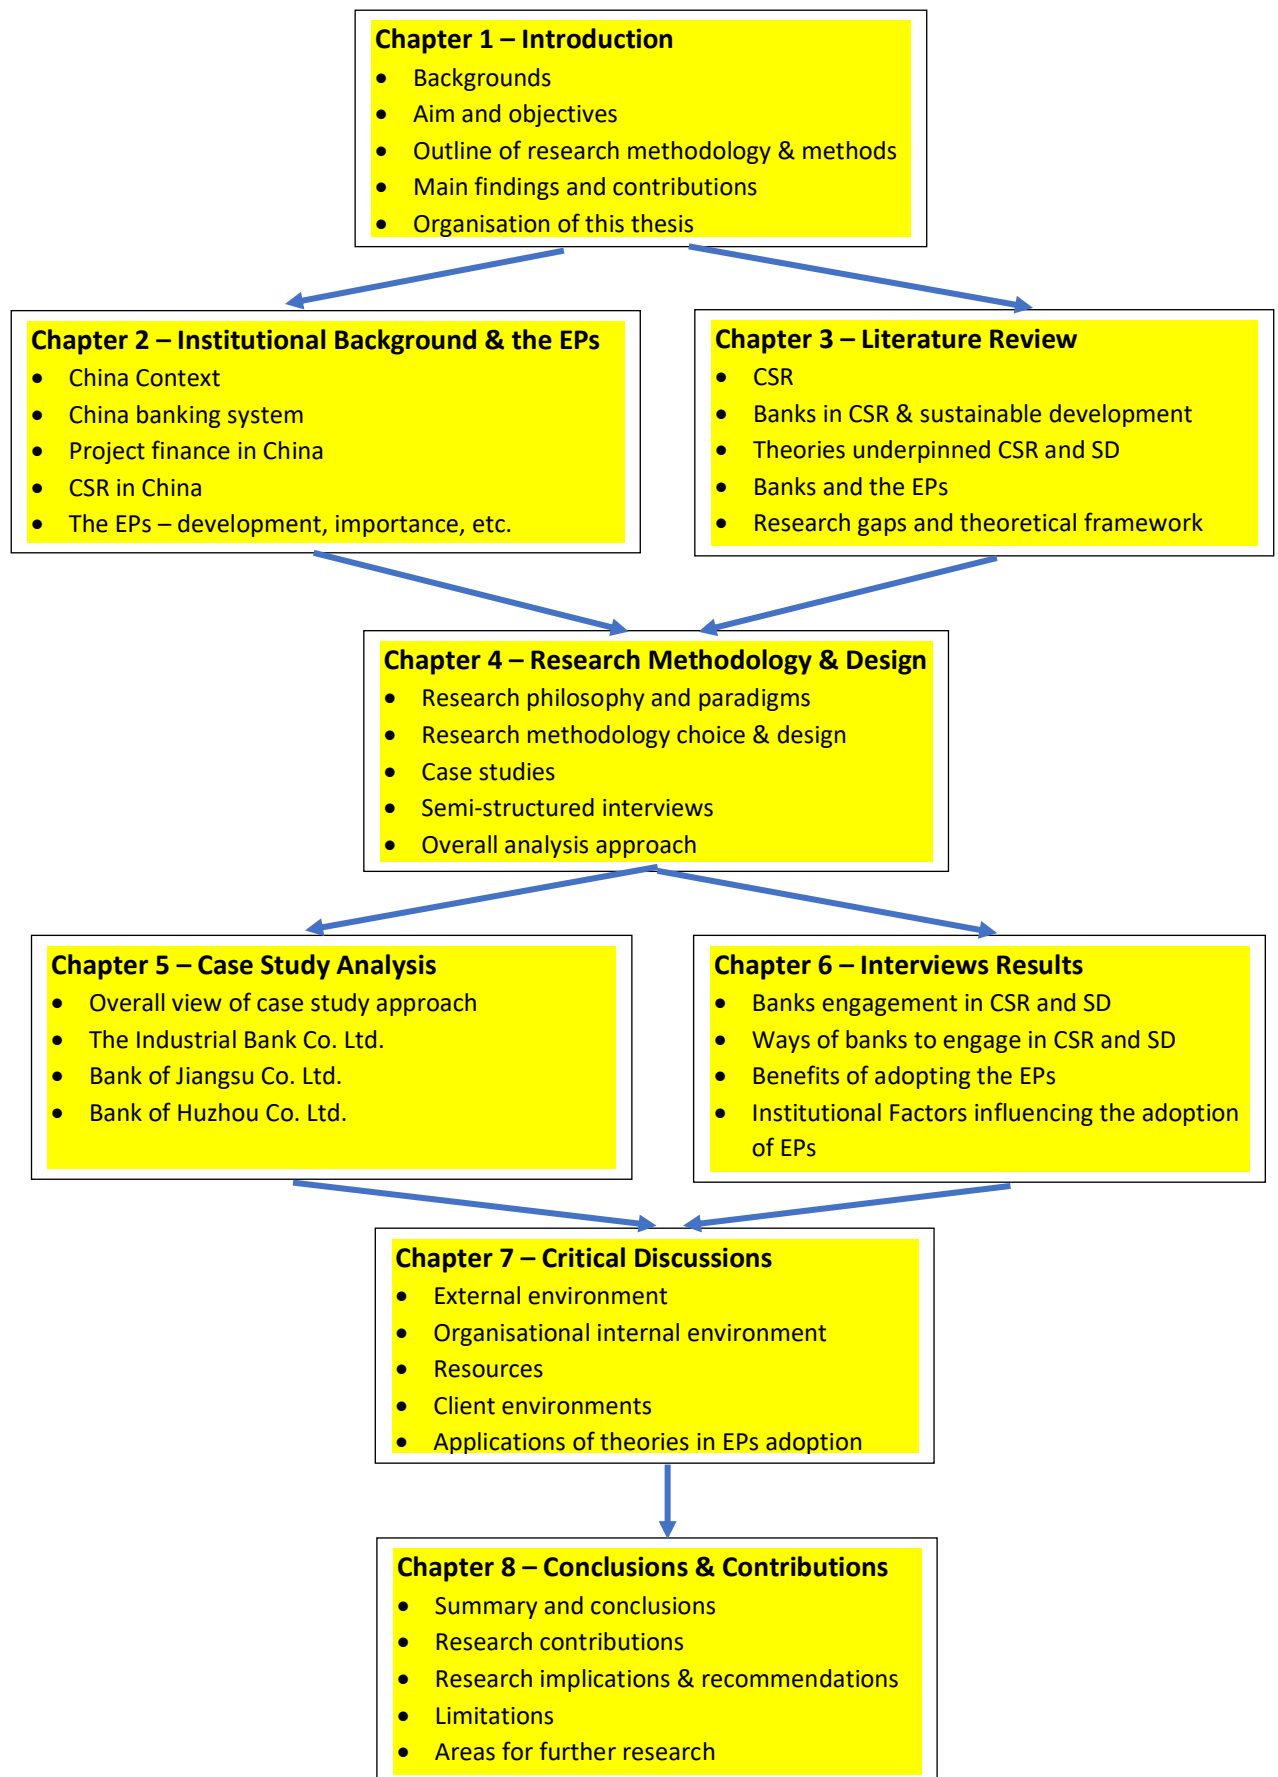 Chapter 1 – Introduction
• Backgrounds
• Aim and objectives
• Outline of research methodology & methods
• Main findings and contributions
• Organisation of this thesis
Chapter 2 – Institutional Background & the EPs
• China Context
• China banking system
• Project finance in China
• CSR in China
• The EPs – development, importance, etc.
Chapter 3 – Literature Review
• CSR
• Banks in CSR & sustainable development
• Theories underpinned CSR and SD
• Banks and the EPs
• Research gaps and theoretical framework
Chapter 4 – Research Methodology & Design
• Research philosophy and paradigms
• Research methodology choice & design
• Case studies
• Semi-structured interviews
• Overall analysis approach
Chapter 5 – Case Study Analysis
• Overall view of case study approach
• The Industrial Bank Co. Ltd.
• Bank of Jiangsu Co. Ltd.
• Bank of Huzhou Co. Ltd.
Chapter 6 – Interviews Results
• Banks engagement in CSR and SD
• Ways of banks to engage in CSR and SD
• Benefits of adopting the EPs
• Institutional Factors influencing the adoption
of EPs
Chapter 7 – Critical Discussions
• External environment
• Organisational internal environment
• Resources
• Client environments
• Applications of theories in EPs adoption
Chapter 8 – Conclusions & Contributions
• Summary and conclusions
• Research contributions
• Research implications & recommendations
• Limitations
• Areas for further research